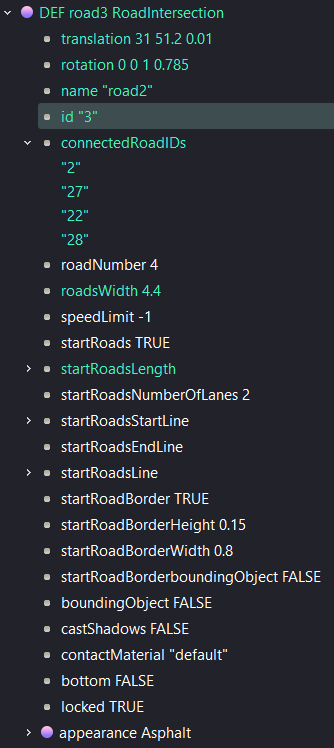 DEF road3 RoadIntersection
translation 31 51.2 0.01
rotation 0 0 1 0.785
name "road2"
id "3"
connectedRoadIDs
"2"
"27"
"22"
"28"
roadNumber 4
roadsWidth 4.4
speedLimit -1
startRoads TRUE
startRoadsLength
startRoadsNumberOfLanes 2
startRoadsStartLine
startRoadsEndLine
startRoadsLine
startRoadBorder TRUE
startRoadBorderHeight 0.15
startRoadBorderWidth 0.8
startRoadBorderboundingObject FALSE
boundingObject FALSE
castShadows FALSE
contactMaterial "default"
bottom FALSE
locked TRUE
appearance Asphalt